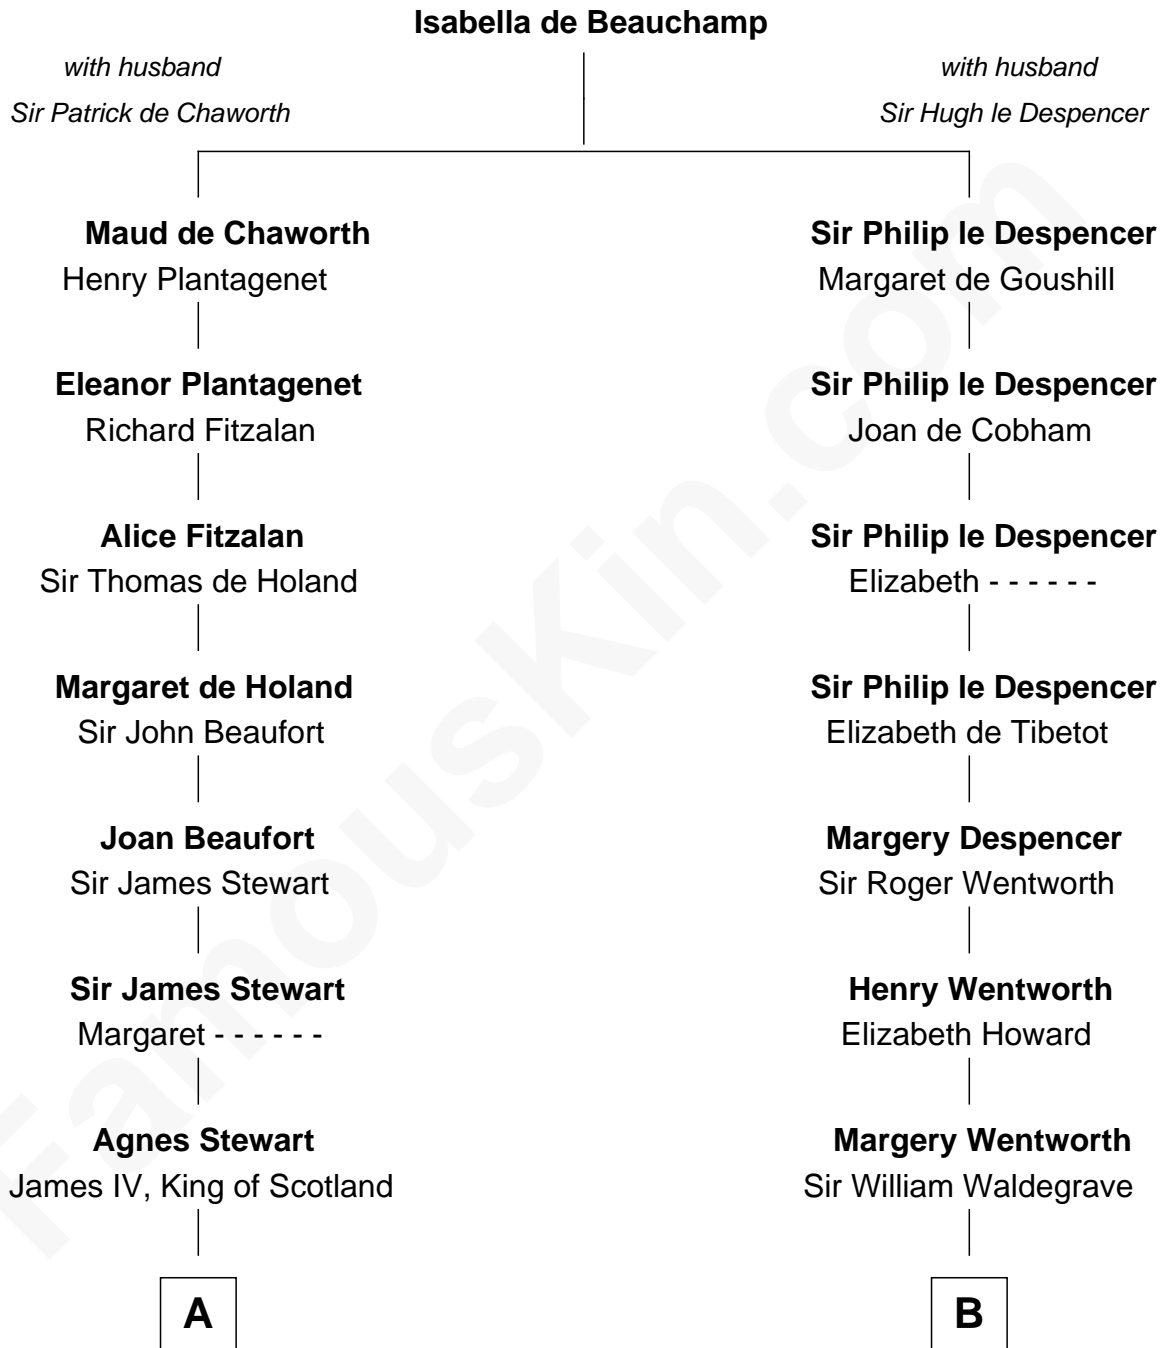 Isabella de Beauchamp
with husband
Sir Patrick de Chaworth
with husband
Sir Hugh le Despencer
Maud de Chaworth
Henry Plantagenet
Sir Philip le Despencer
Margaret de Goushill
Eleanor Plantagenet
Richard Fitzalan
Sir Philip le Despencer
Joan de Cobham
Alice Fitzalan
Sir Thomas de Holand
Sir Philip le Despencer
Elizabeth - - - - - -
Margaret de Holand
Sir John Beaufort
Sir Philip le Despencer
Elizabeth de Tibetot
Joan Beaufort
Sir James Stewart
Margery Despencer
Sir Roger Wentworth
Sir James Stewart
Margaret - - - - - -
Henry Wentworth
Elizabeth Howard
Agnes Stewart
James IV, King of Scotland
Margery Wentworth
Sir William Waldegrave
A
B
FamousKin.com